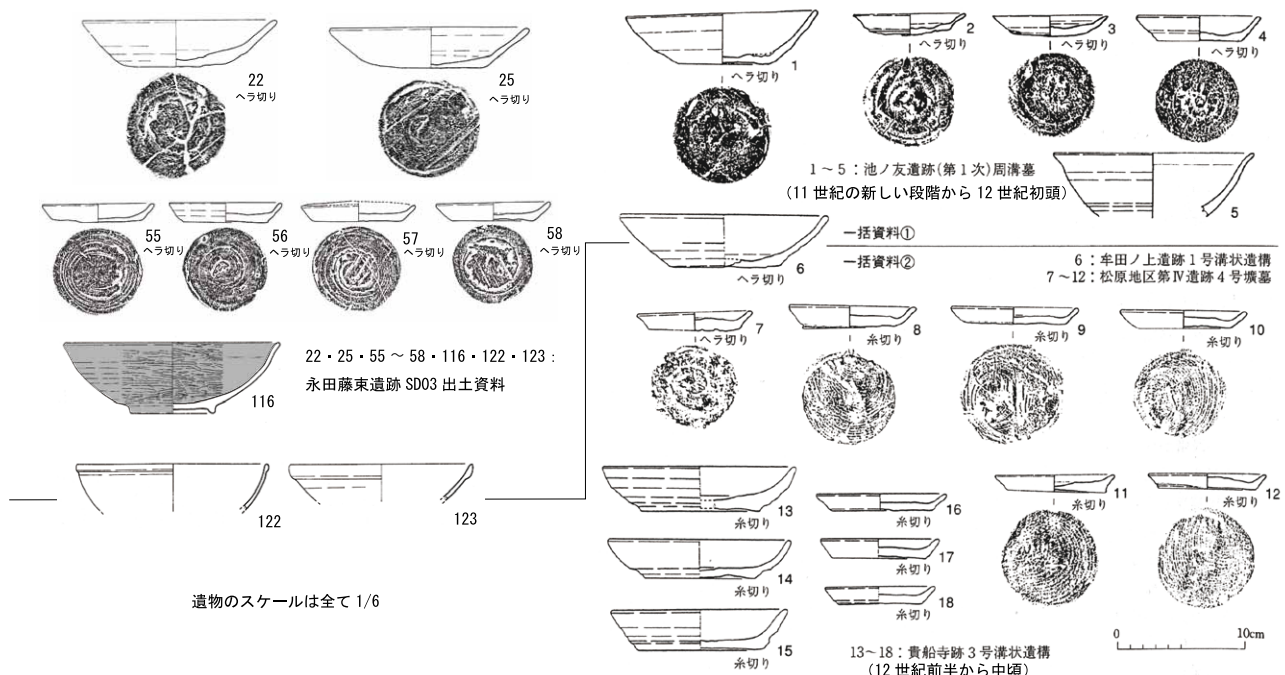 22
ヘラ切り
25
ヘラ切り
55
ヘラ切り
56
ヘラ切り
57
ヘラ切り
58
ヘラ切り
116
22・25・55 ～ 58・116・122・123：
永田藤東遺跡 SD03 出土資料
122
123
遺物のスケールは全て 1/6
1
ヘラ切り
2
ヘラ切り
3
ヘラ切り
4
ヘラ切り
1～5：池ノ友遺跡(第1次)周溝墓
(11 世紀の新しい段階から 12 世紀初頭)
5
一括資料①
一括資料②
6
ヘラ切り
6：牟田ノ上遺跡1号溝状遺構
7～12：松原地区第Ⅳ遺跡4号壙墓
7
ヘラ切り
8
糸切り
9
糸切り
10
糸切り
11
糸切り
12
糸切り
13
糸切り
14
糸切り
15
糸切り
16
糸切り
17
糸切り
18
糸切り
13～18：貴船寺跡3号溝状遺構
(12 世紀前半から中頃)
0
10cm